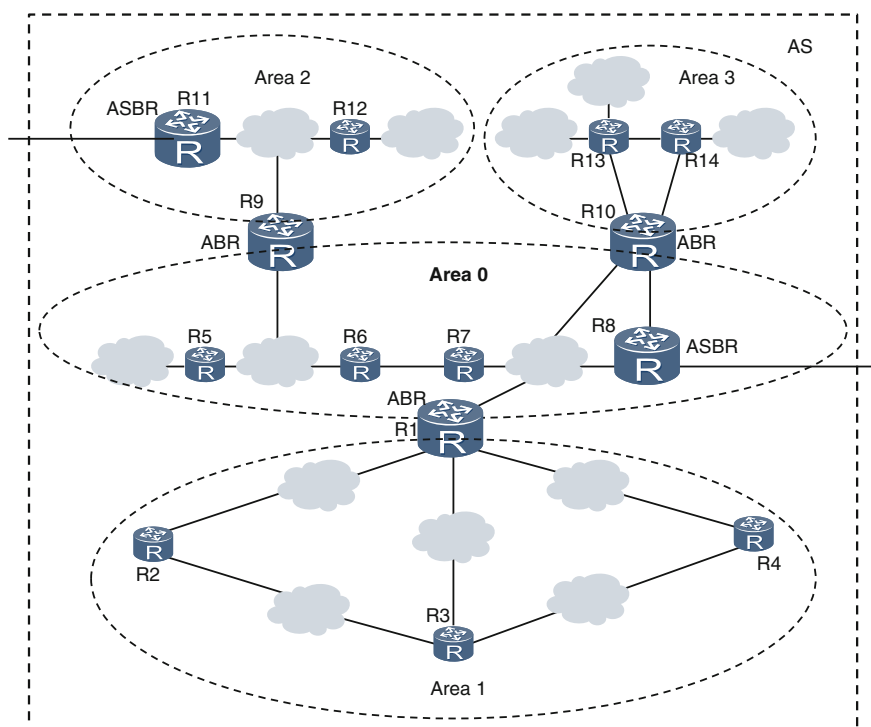 AS
Area 2
Area 3
ASBR
R11
R
R12
R
R
R13
R
R14
R9
ABR
R
R10
ABR
R
Area 0
R5
R
R6
R
R7
R
R8
ASBR
R
ABR
R1
R
R
R2
R
R4
R3
R
Area 1